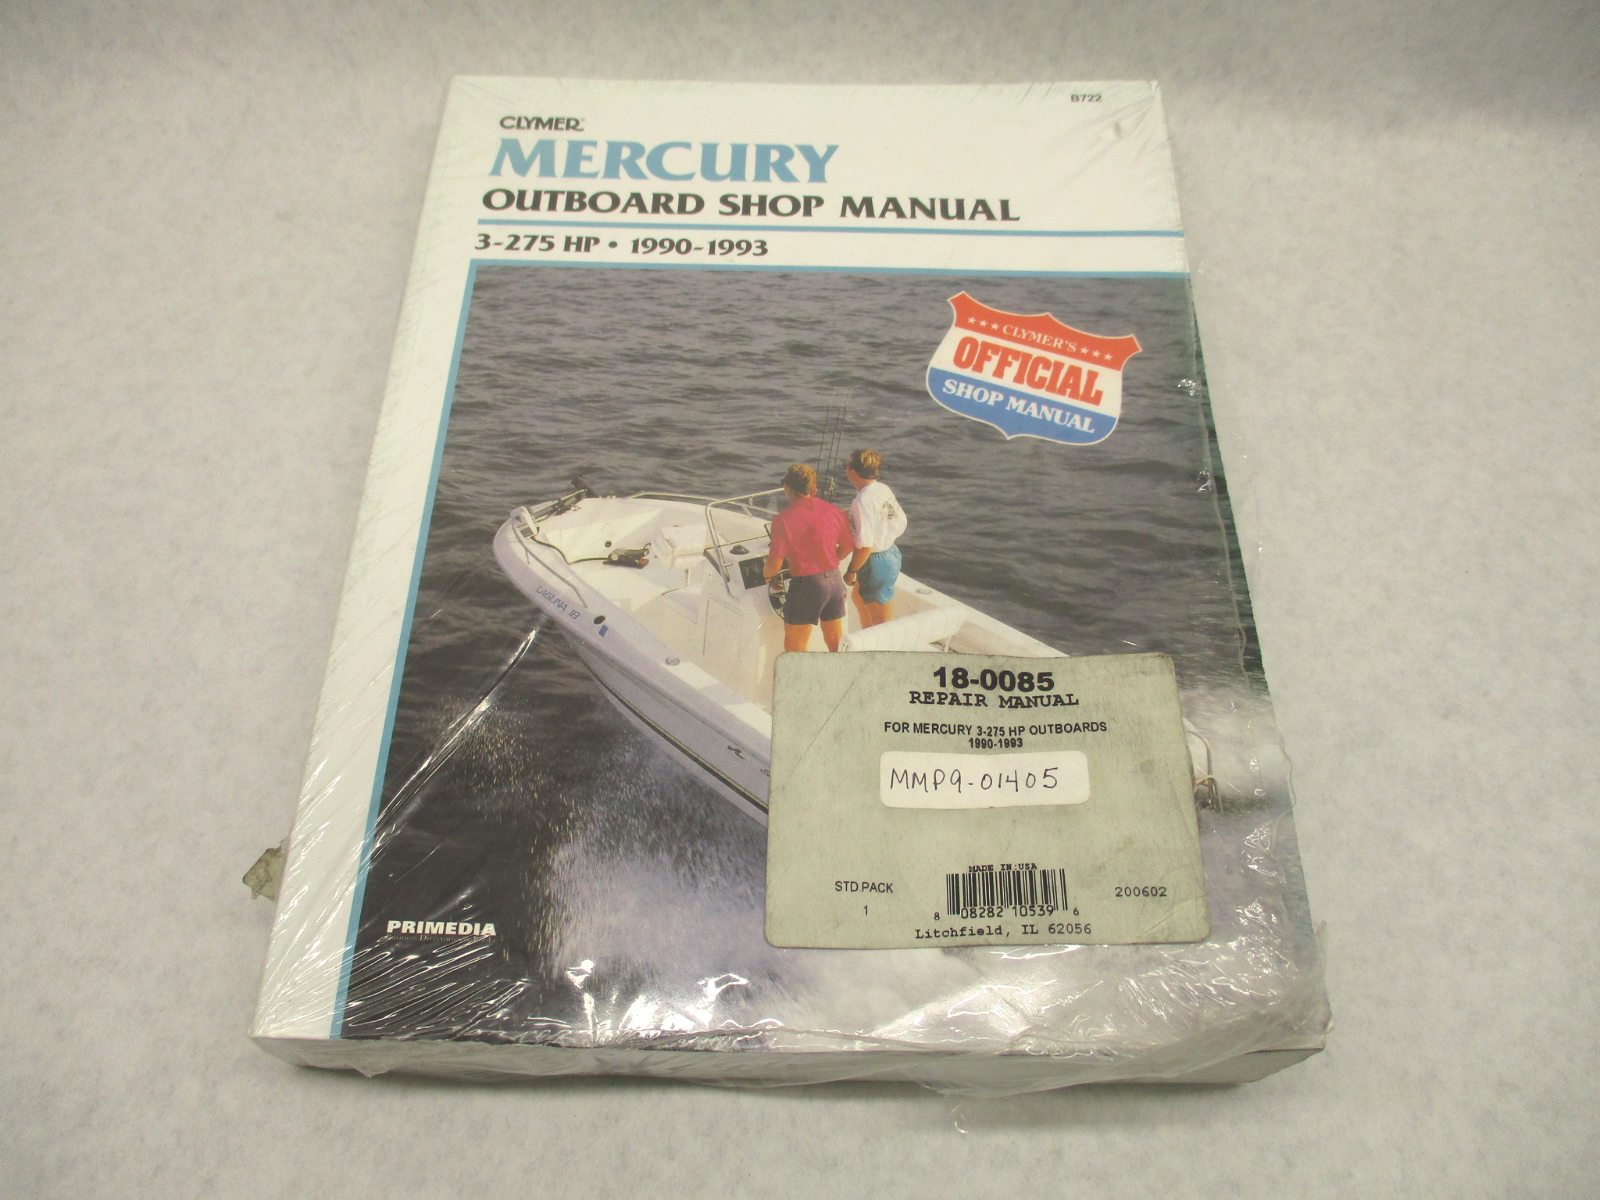 B722
CLYMER
MERCURY
OUTBOARD SHOP MANUAL
3-275 HP • 1990-1993
★★★ CLYMER'S ★★★
OFFICIAL
SHOP MANUAL
LAGUNA 18
18-0085
REPAIR MANUAL
FOR MERCURY 3-275 HP OUTBOARDS
1990-1993
MMP9-01405
MADE IN:USA
STD.PACK
1
200602
8 08282 10539 6
Litchfield, IL 62056
PRIMEDIA